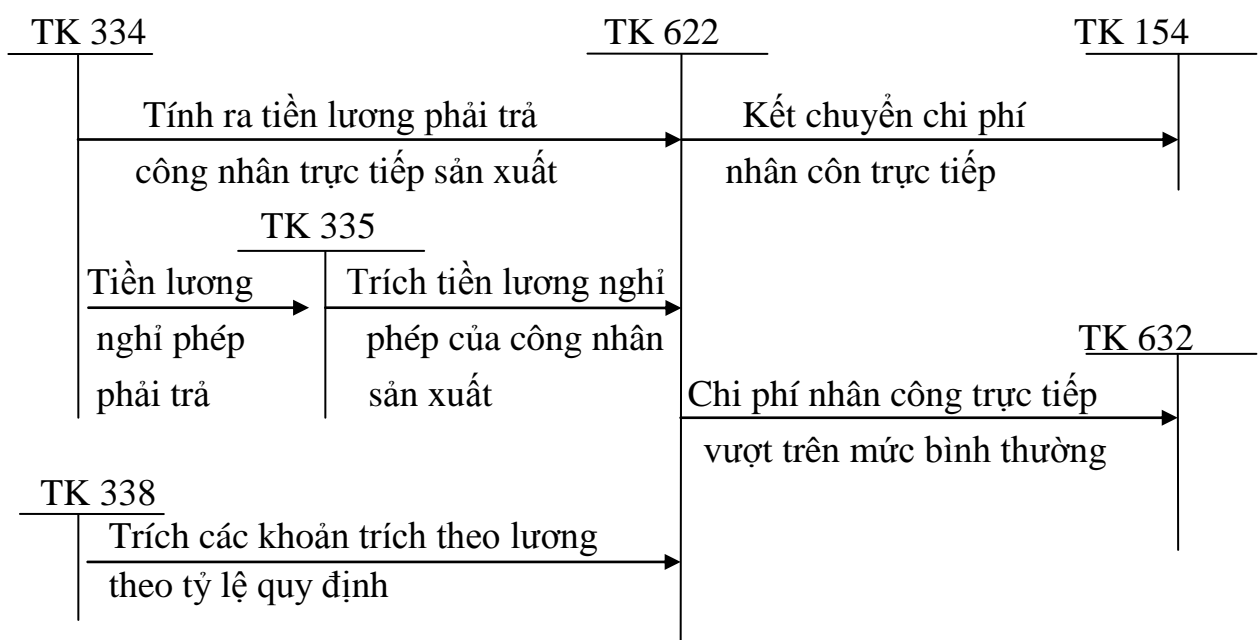 TK 334 TK 622 TK 154
Tính ra tiền lương phải trả
công nhân trực tiếp sản xuất
Kết chuyển chi phí
nhân côn trực tiếp
TK 335
Tiền lương
nghỉ phép
phải trả
Trích tiền lương nghỉ
phép của công nhân
sản xuất
TK 632
Chi phí nhân công trực tiếp
vượt trên mức bình thường
TK 338
Trích các khoản trích theo lương
theo tỷ lệ quy định